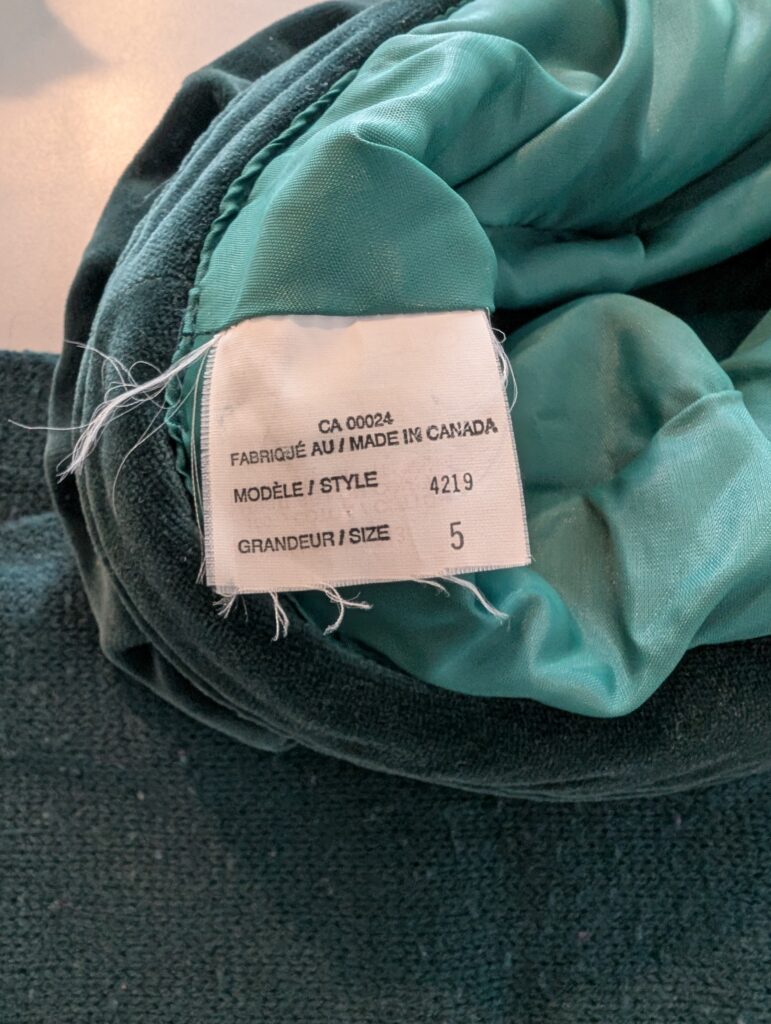 CA 00024
FABRIQUÉ AU / MADE IN CANADA
MODÈLE / STYLE 4219
GRANDEUR / SIZE 5